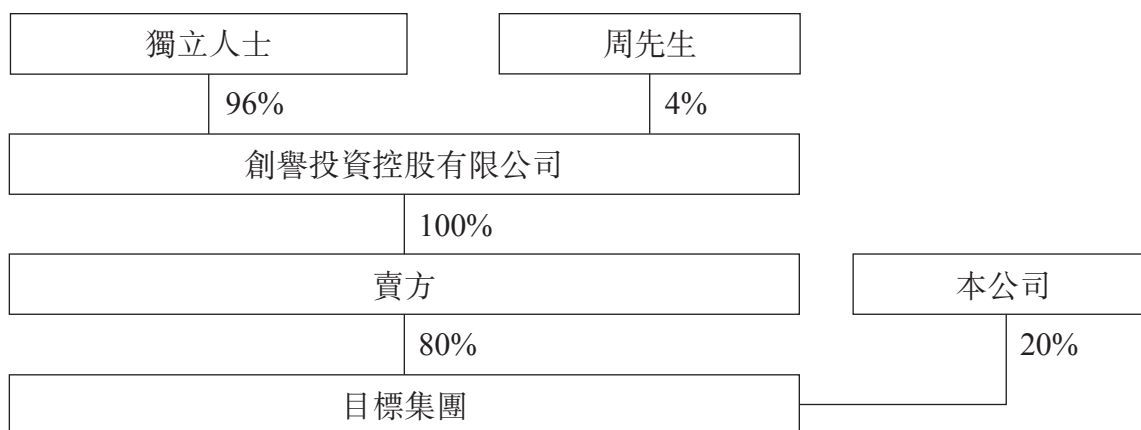 獨立人士 周先生
96% 4%
創譽投資控股有限公司
100%
賣方 本公司
80% 20%
目標集團